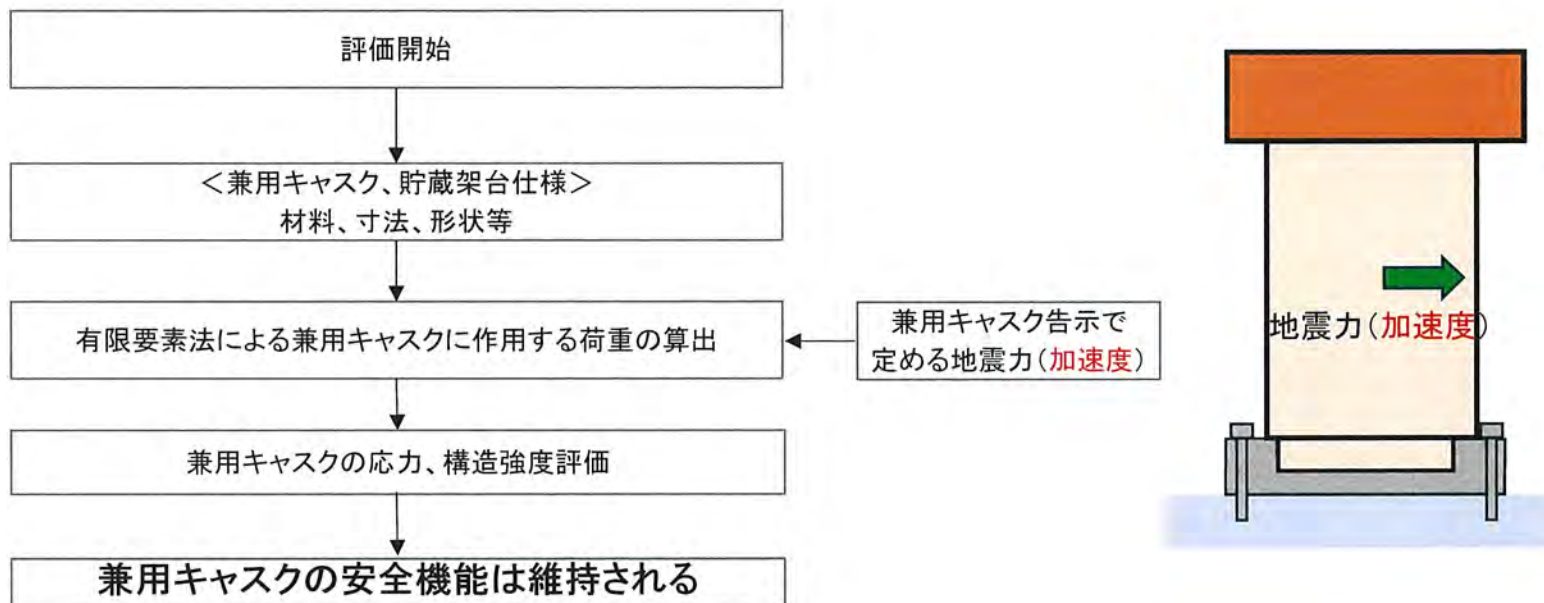 評価開始
＜兼用キャスク、貯蔵架台仕様＞
材料、寸法、形状等
有限要素法による兼用キャスクに作用する荷重の算出
兼用キャスク告示で
定める地震力(加速度)
兼用キャスクの応力、構造強度評価
兼用キャスクの安全機能は維持される
地震力(加速度)